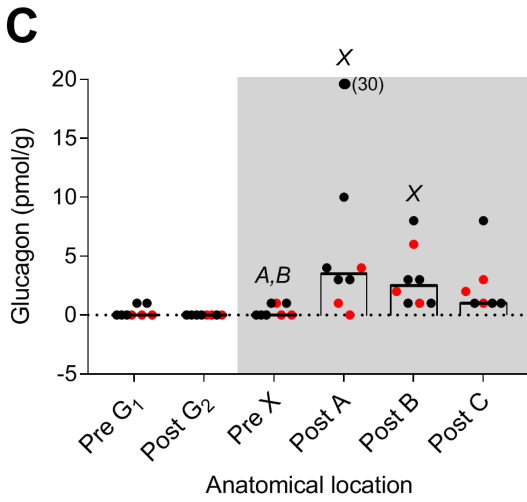 C
X
20
(30)
15
Glucagon (pmol/g)
10
X
A,B
5
0
-5
Pre G₁
Post G₂
Pre X
Post A
Post B
Post C
Anatomical location